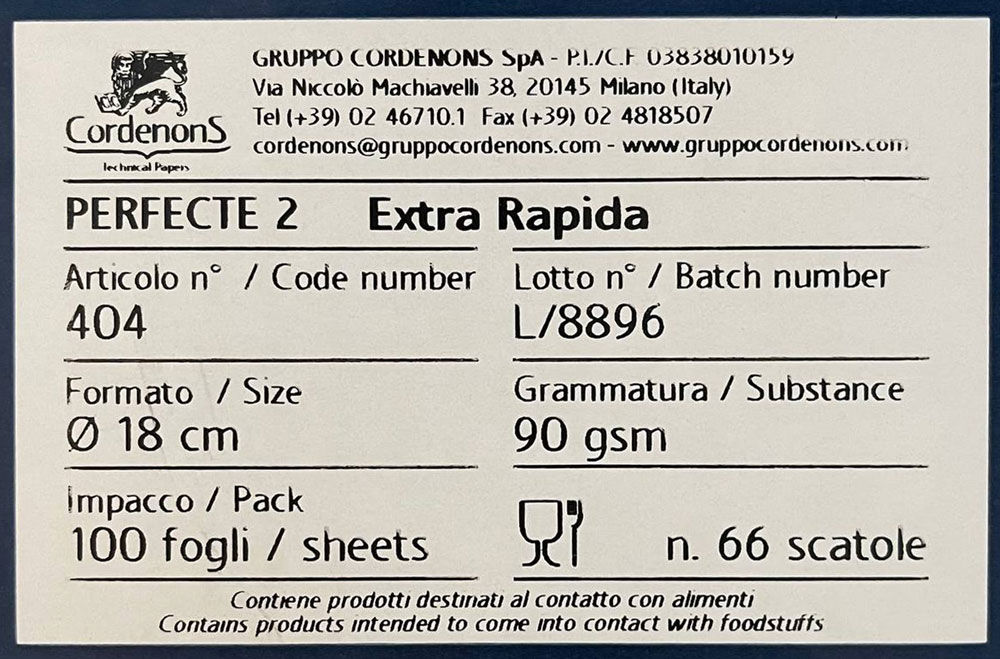 CordenonS
Technical Papers
GRUPPO CORDENONS SpA - P.I./C.F 03838010159
Via Niccolò Machiavelli 38, 20145 Milano (Italy)
Tel (+39) 02 46710.1 Fax (+39) 02 4818507
cordenons@gruppocordenons.com - www.gruppocordenons.com
PERFECTE 2 Extra Rapida
Articolo n° / Code number
404
Lotto n° / Batch number
L/8896
Formato / Size
Ø 18 cm
Grammatura / Substance
90 gsm
Impacco / Pack
100 fogli / sheets
n. 66 scatole
Contiene prodotti destinati al contatto con alimenti
Contains products intended to come into contact with foodstuffs